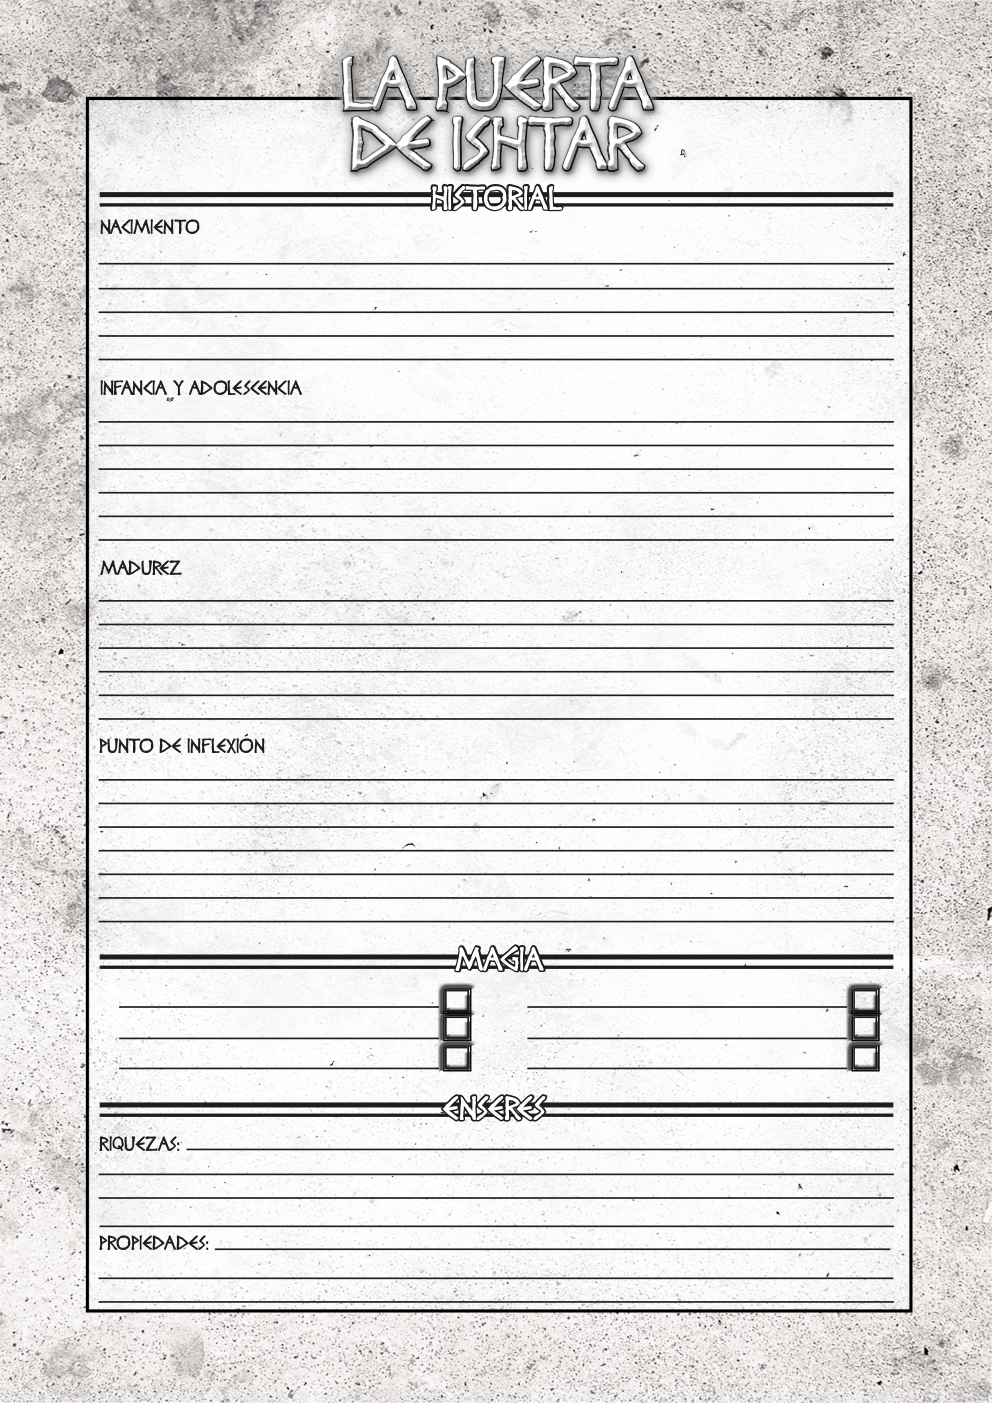 LA PUERTA
DE ISHTAR
HISTORIAL
NACIMIENTO
INFANCIA Y ADOLESCENCIA
MADUREZ
PUNTO DE INFLEXIÓN
MAGIA
ENSERES
RIQUEZAS:
PROPIEDADES: